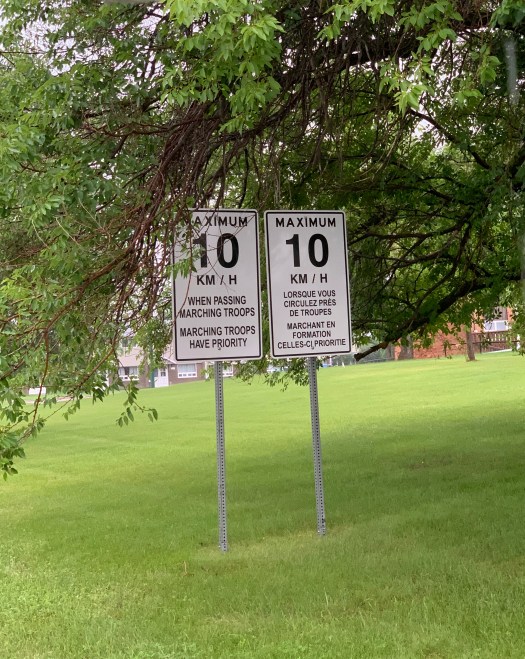 MAXIMUM
10
KM / H
WHEN PASSING
MARCHING TROOPS
MARCHING TROOPS
HAVE PRIORITY
MAXIMUM
10
KM / H
LORSQUE VOUS
CIRCULEZ PRÉS
DE TROUPES
MARCHANT EN
FORMATION
CELLES-CI PRIORITIE